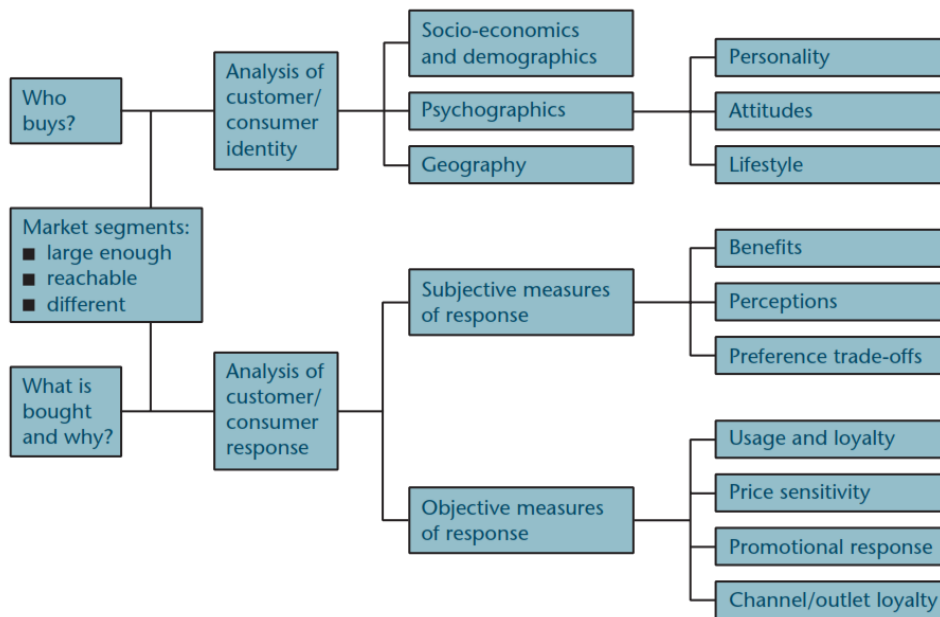 Who
buys?
Analysis of
customer/
consumer
identity
Socio-economics
and demographics
Psychographics
Geography
Personality
Attitudes
Lifestyle
Market segments:
■ large enough
■ reachable
■ different
What is
bought
and why?
Analysis of
customer/
consumer
response
Subjective measures
of response
Benefits
Perceptions
Preference trade-offs
Objective measures
of response
Usage and loyalty
Price sensitivity
Promotional response
Channel/outlet loyalty